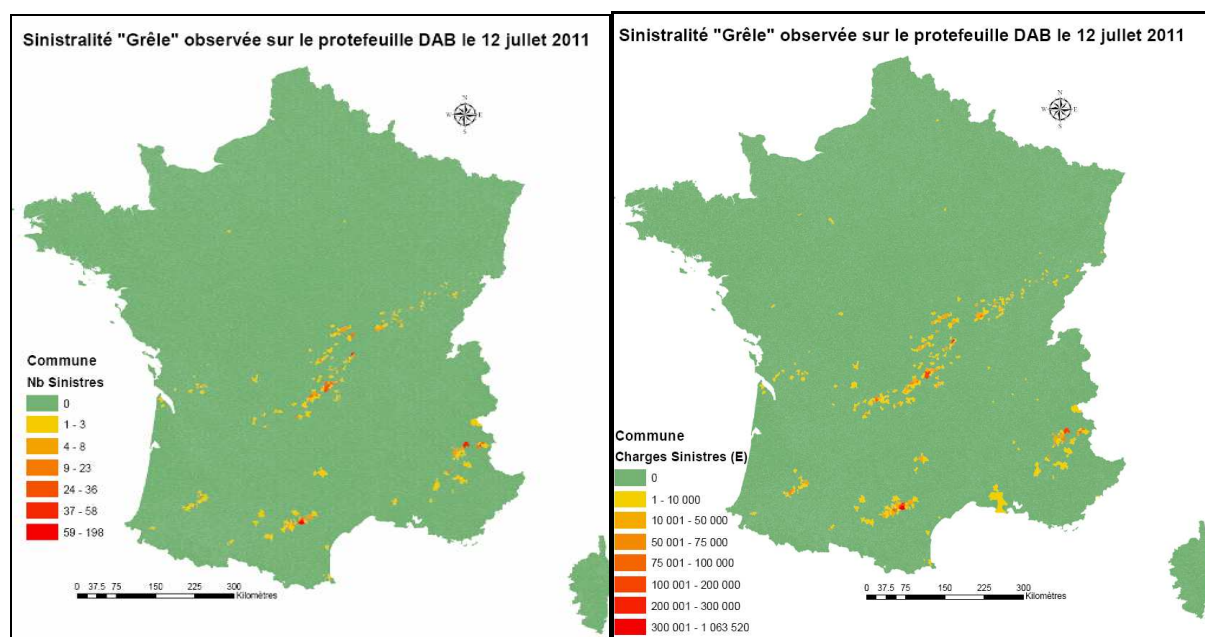 Sinistralité "Grêle" observée sur le protefeuille DAB le 12 jullet 2011
N
W E
S
Commune
Nb Sinistres
0
1 - 3
4 - 8
9 - 23
24 - 36
37 - 58
59 - 198
0 37.5 75 150 225 300
Kilomètres
Sinistralité "Grêle" observée sur le protefeuille DAB le 12 jullet 2011
N
W E
S
Commune
Charges Sinistres (E)
0
1 - 10 000
10 001 - 50 000
50 001 - 75 000
75 001 - 100 000
100 001 - 200 000
200 001 - 300 000
300 001 - 1 063 520
0 37.5 75 150 225 300
Kilomètres